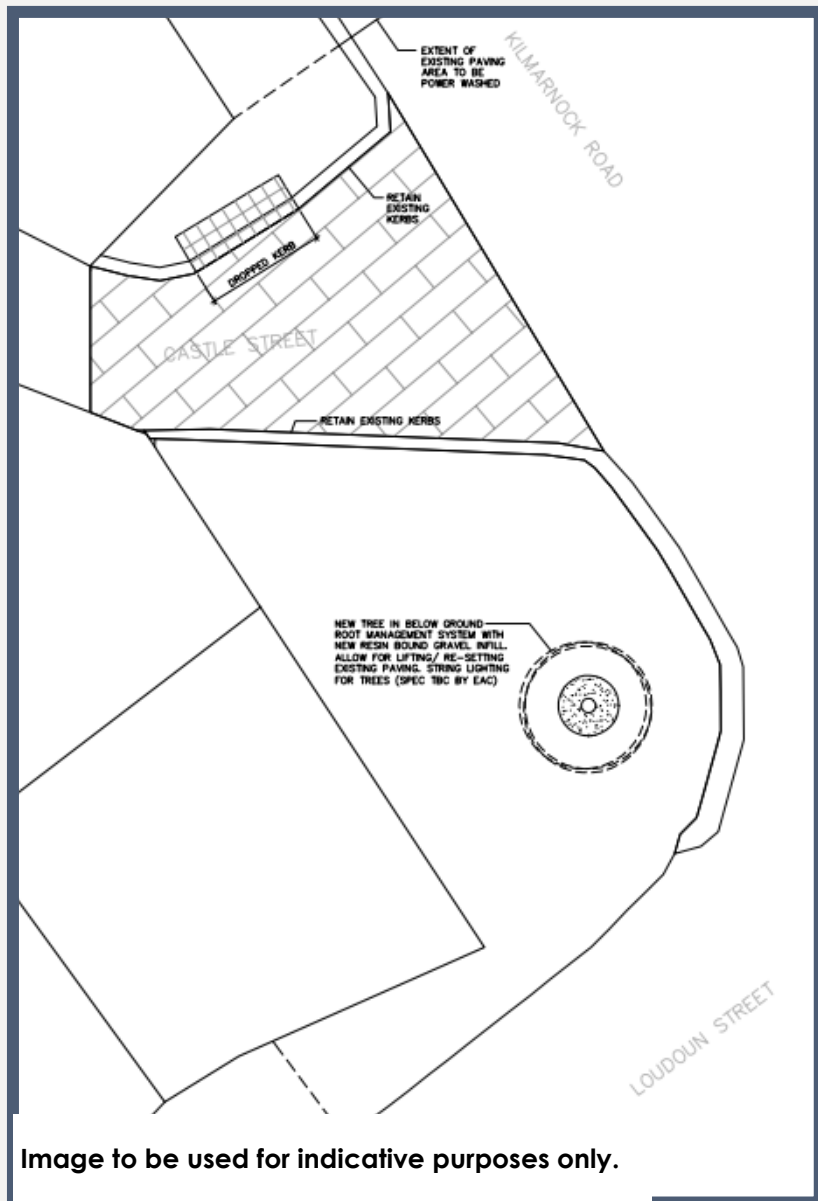 EXTENT OF
EXISTING PAVING
AREA TO BE
POWER WASHED
KILMARNOCK ROAD
RETAIN
EXISTING
KERBS
DROPPED KERB
CASTLE STREET
RETAIN EXISTING KERBS
NEW TREE IN BELOW GROUND
ROOT MANAGEMENT SYSTEM WITH
NEW RESIN BOUND GRAVEL INFILL.
ALLOW FOR LIFTING/ RE-SETTING
EXISTING PAVING. STRING LIGHTING
FOR TREES (SPEC TBC BY EAC)
LOUDOUN STREET
Image to be used for indicative purposes only.